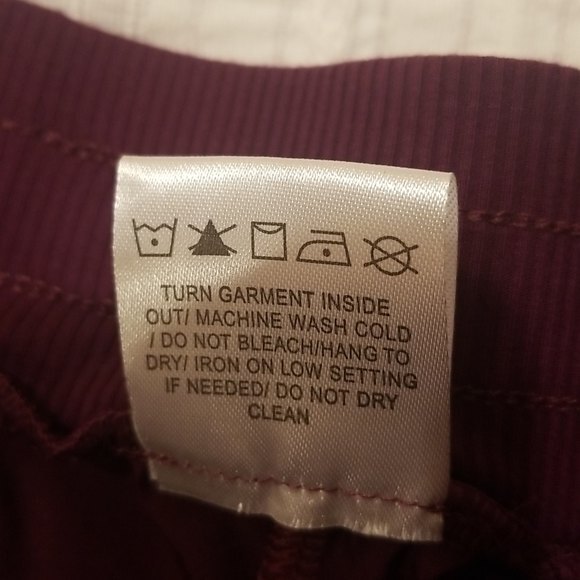 TURN GARMENT INSIDE
OUT/ MACHINE WASH COLD
/ DO NOT BLEACH/HANG TO
DRY/ IRON ON LOW SETTING
IF NEEDED/ DO NOT DRY
CLEAN